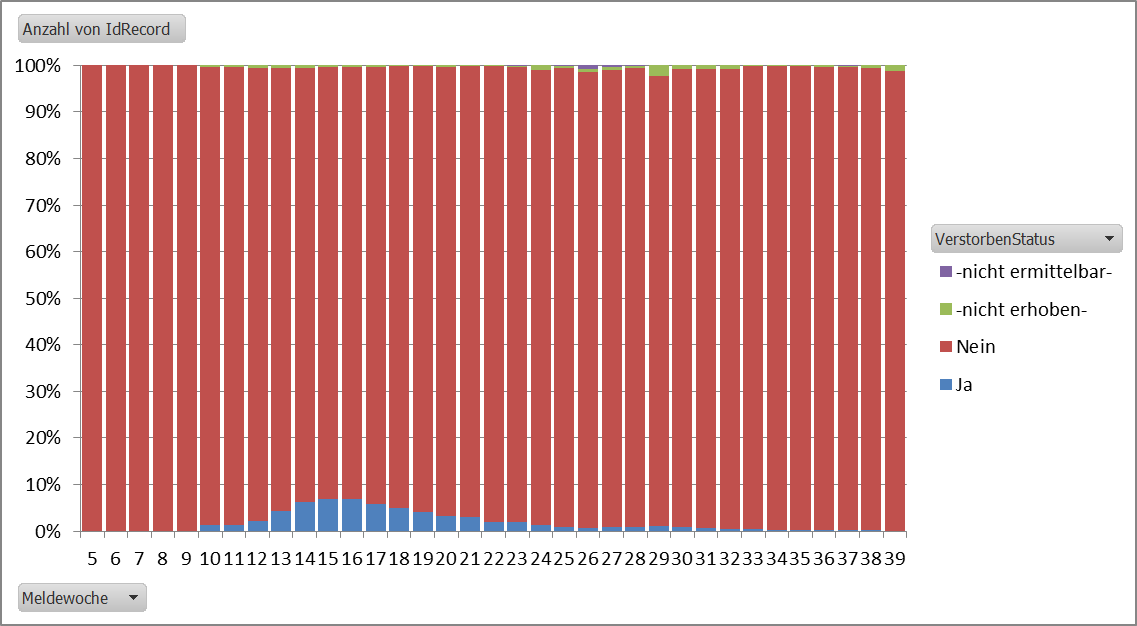 Anzahl von IdRecord
100%
90%
80%
70%
60%
50%
40%
30%
20%
10%
0%
5 6 7 8 9 10 11 12 13 14 15 16 17 18 19 20 21 22 23 24 25 26 27 28 29 30 31 32 33 34 35 36 37 38 39
VerstorbenStatus
-nicht ermittelbar-
-nicht erhoben-
Nein
Ja
Meldewoche